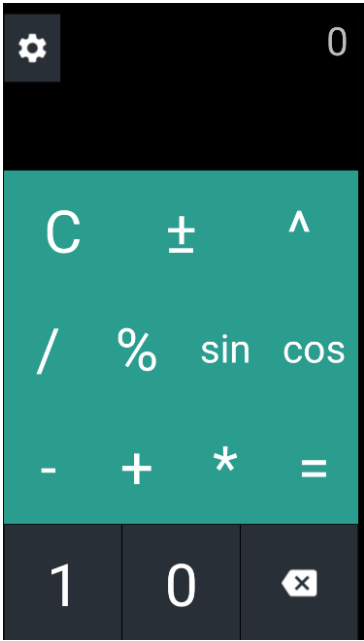 0
C ± ^
/ % sin cos
- + * =
1 0